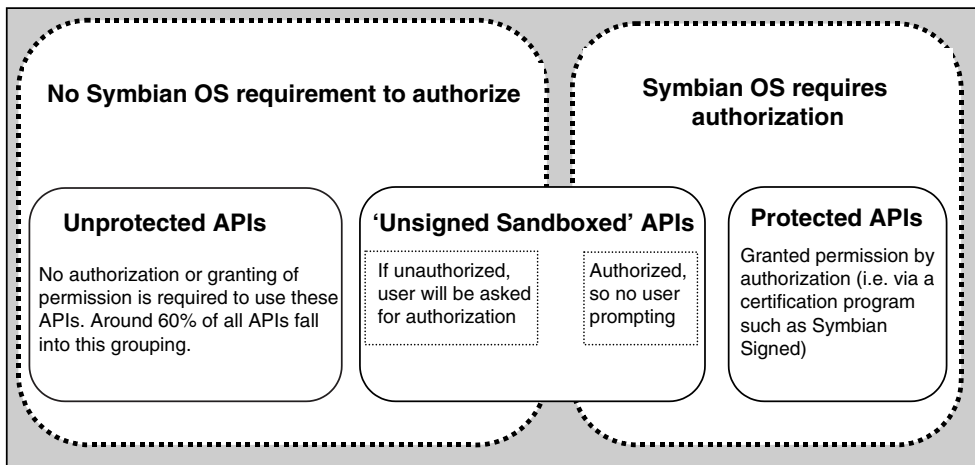 No Symbian OS requirement to authorize
Symbian OS requires
authorization
Unprotected APIs
No authorization or granting of
permission is required to use these
APIs. Around 60% of all APIs fall
into this grouping.
‘Unsigned Sandboxed’ APIs
If unauthorized,
user will be asked
for authorization
Authorized,
so no user
prompting
Protected APIs
Granted permission by
authorization (i.e. via a
certification program
such as Symbian
Signed)